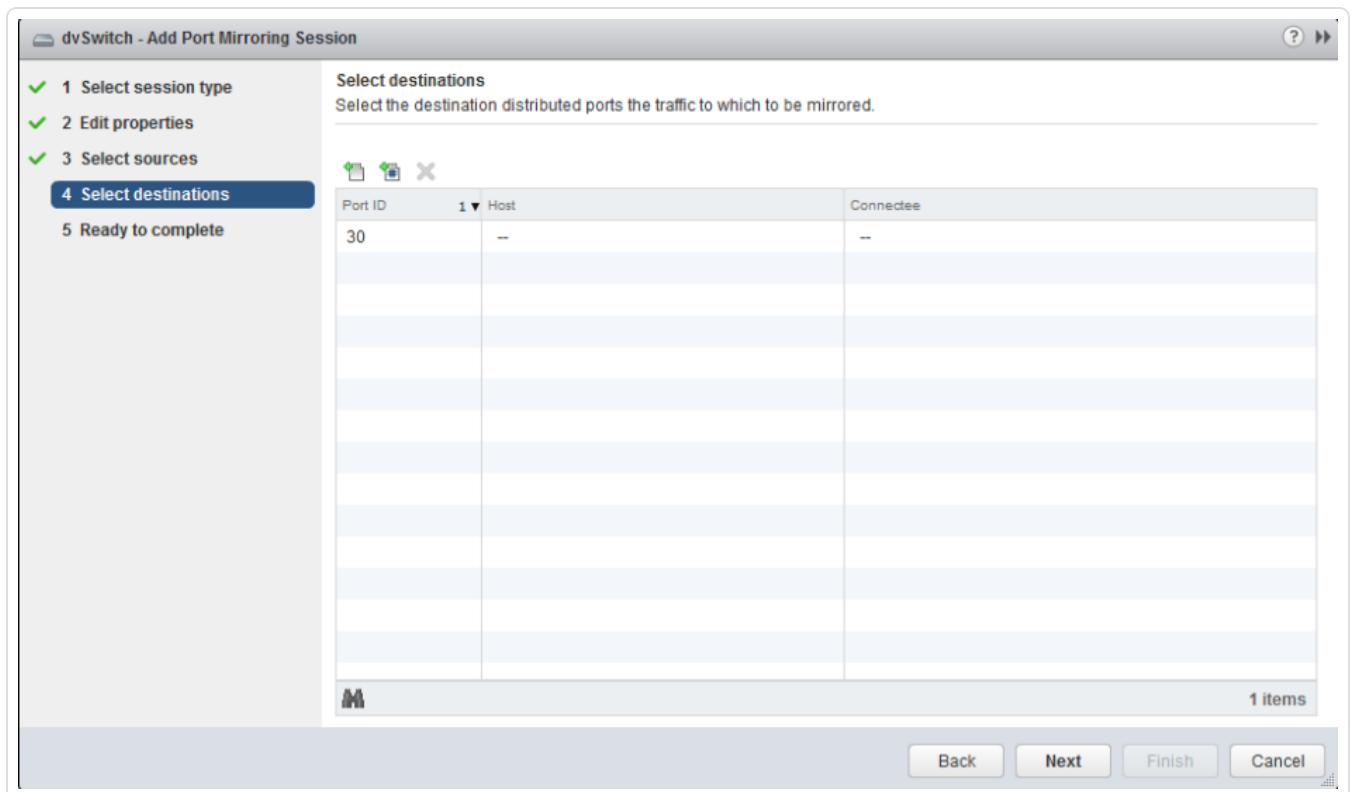 dvSwitch - Add Port Mirroring Session
?
1 Select session type
2 Edit properties
3 Select sources
4 Select destinations
5 Ready to complete
Select destinations
Select the destination distributed ports the traffic to which to be mirrored.
Port ID 1 Host Connectee
30 -- --
1 items
Back Next Finish Cancel